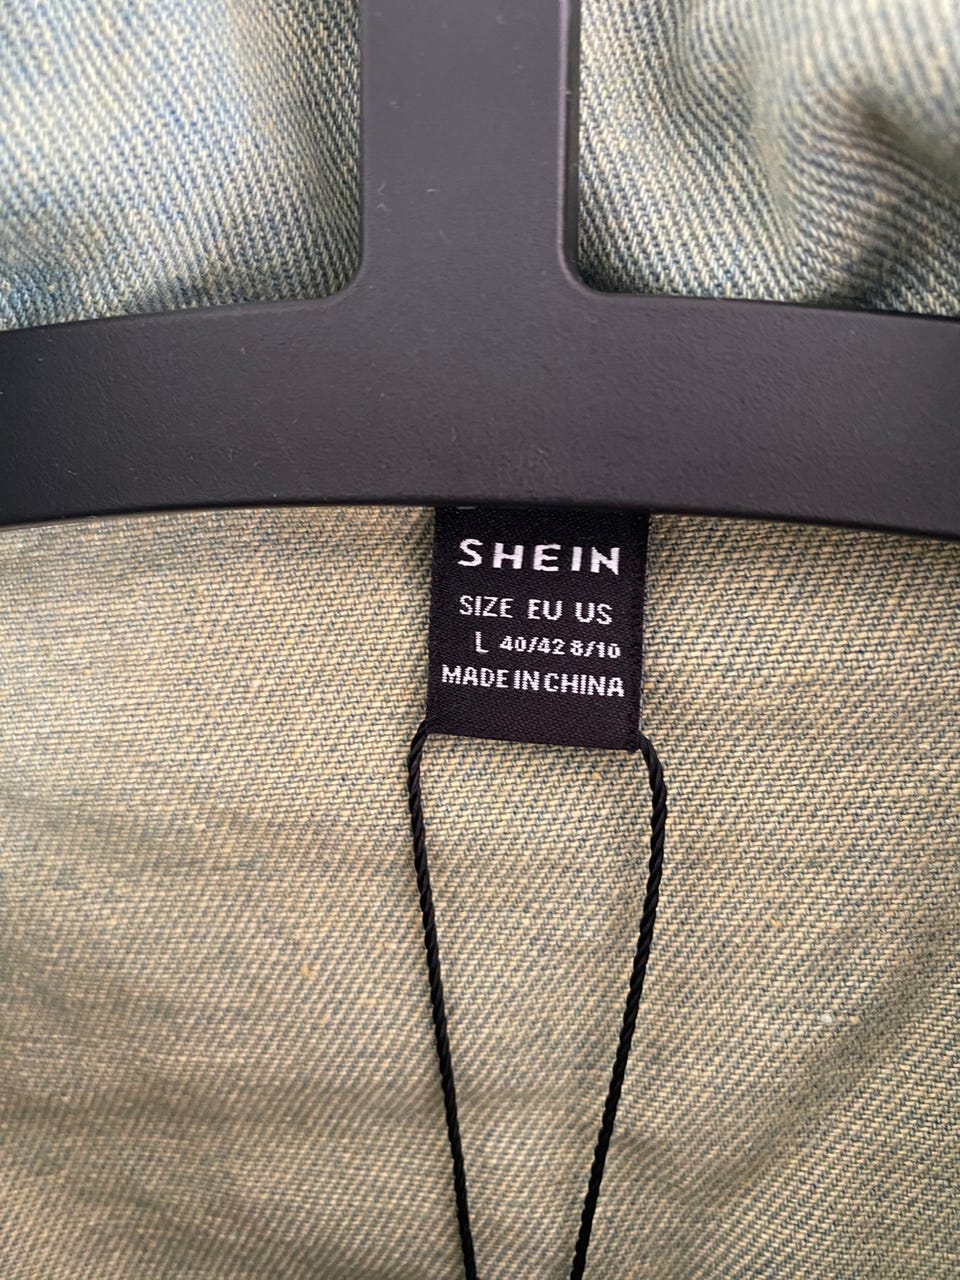 SHEIN
SIZE EU US
L 40/42 8/10
MADE IN CHINA